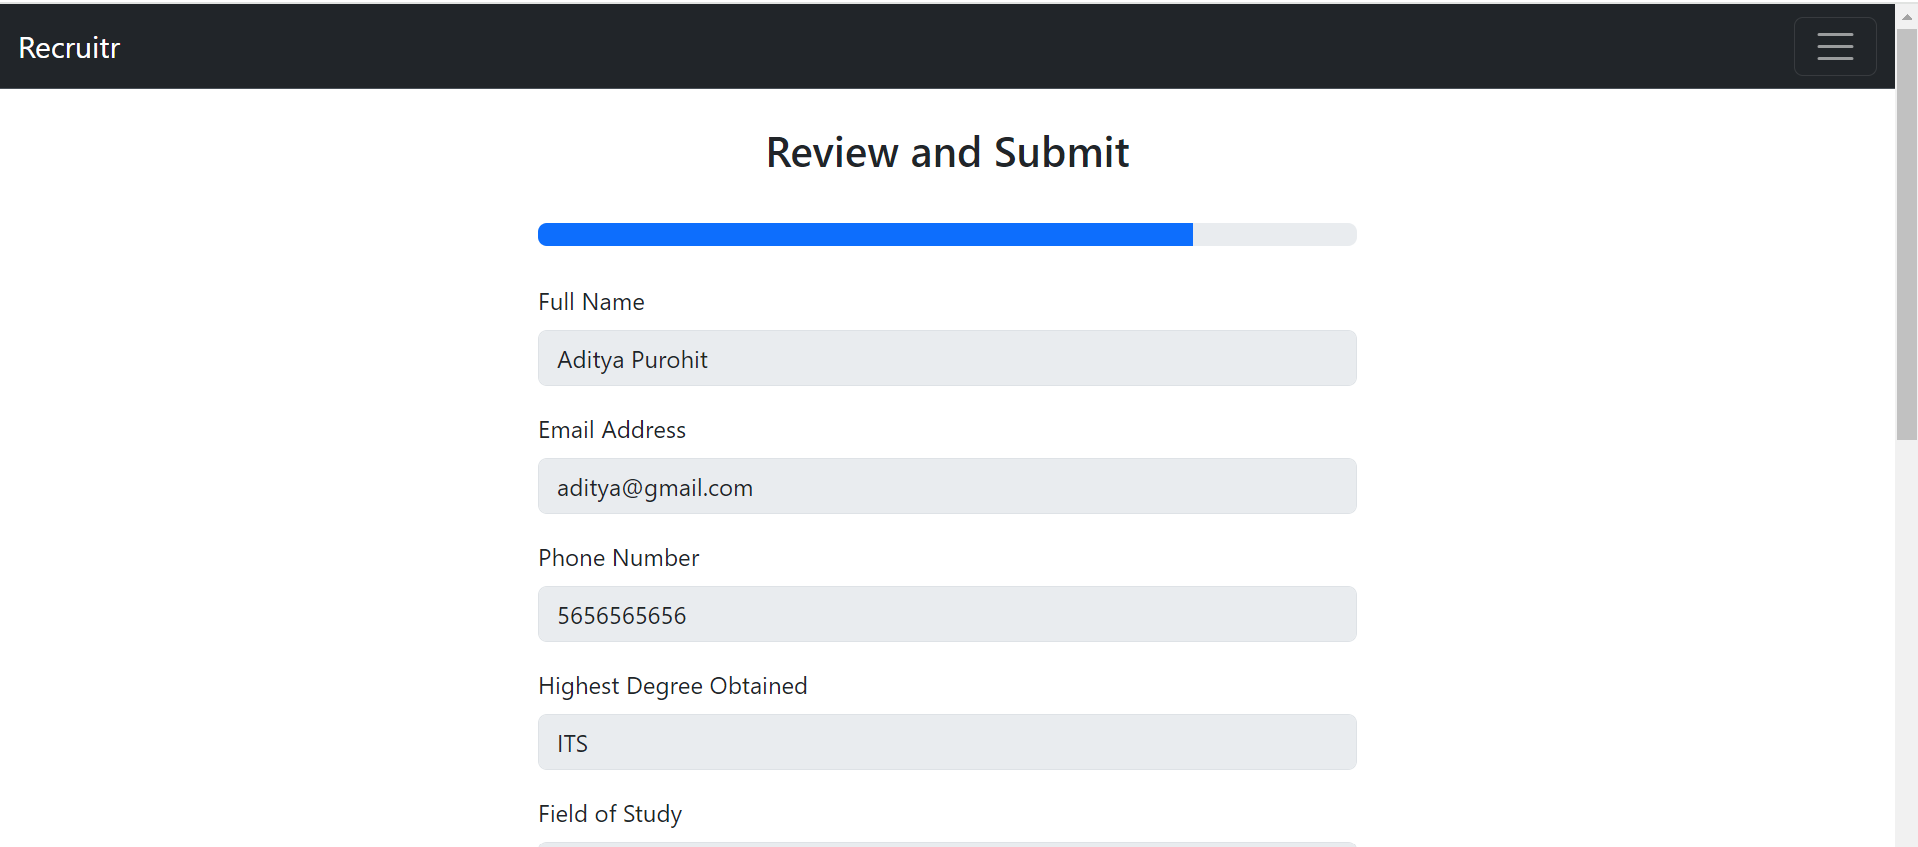 Recruitr
Review and Submit
Full Name
Aditya Purohit
Email Address
aditya@gmail.com
Phone Number
5656565656
Highest Degree Obtained
ITS
Field of Study